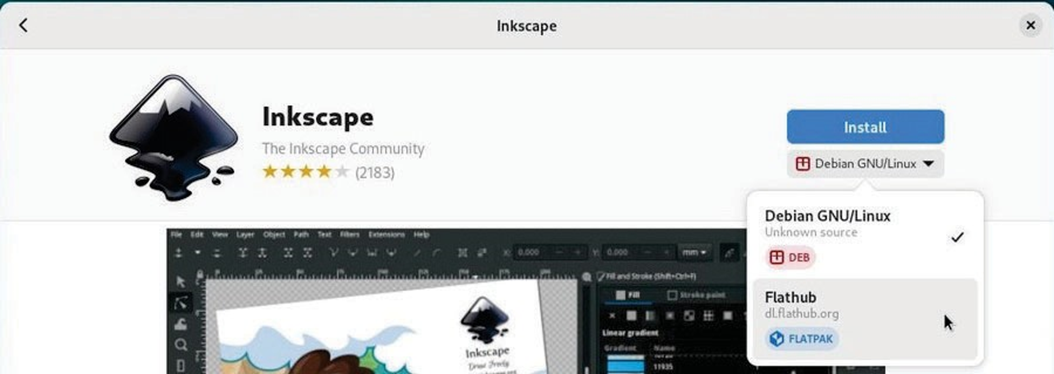 Inkscape
Inkscape
The Inkscape Community
(2183)
Install
Debian GNU/Linux
Debian GNU/Linux
Unknown source
DEB
Flathub
dl.flathub.org
FLATPAK
File Edit View Layer Object Path Text Filters Extensions Help
X: 0.000 Y: 0.000 mm
Fill and Stroke (Shift+Ctrl+F)
Fill Stroke paint
Linear gradient
Gradient Name
11935
Inkscape
Draw Freely